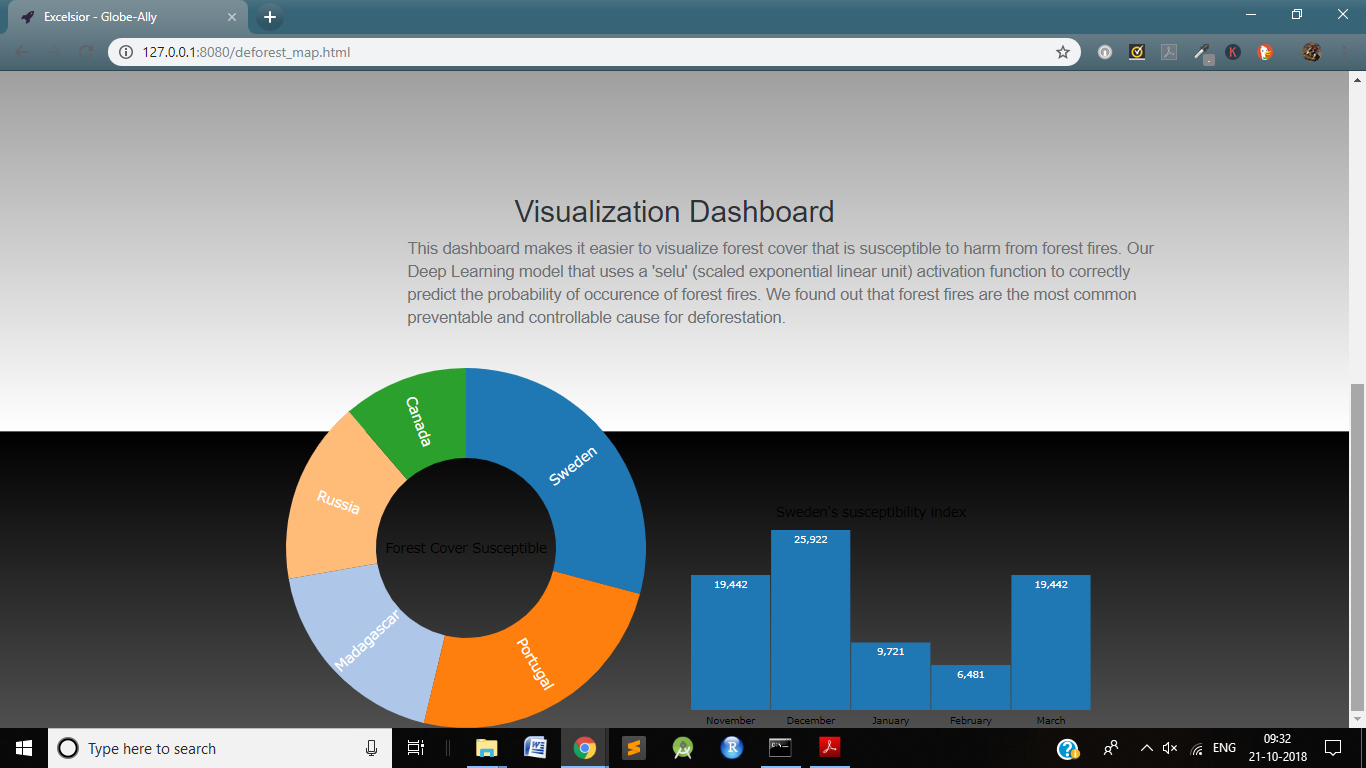 Excelsior - Globe-Ally
127.0.0.1:8080/deforest_map.html
K
Visualization Dashboard
This dashboard makes it easier to visualize forest cover that is susceptible to harm from forest fires. Our
Deep Learning model that uses a 'selu' (scaled exponential linear unit) activation function to correctly
predict the probability of occurence of forest fires. We found out that forest fires are the most common
preventable and controllable cause for deforestation.
Canada
Sweden
Russia
Forest Cover Susceptible
Madagascar
Portugal
Sweden's susceptibility index
25,922
19,442
19,442
9,721
6,481
November December January February March
Type here to search
W
R
ENG
09:32
21-10-2018